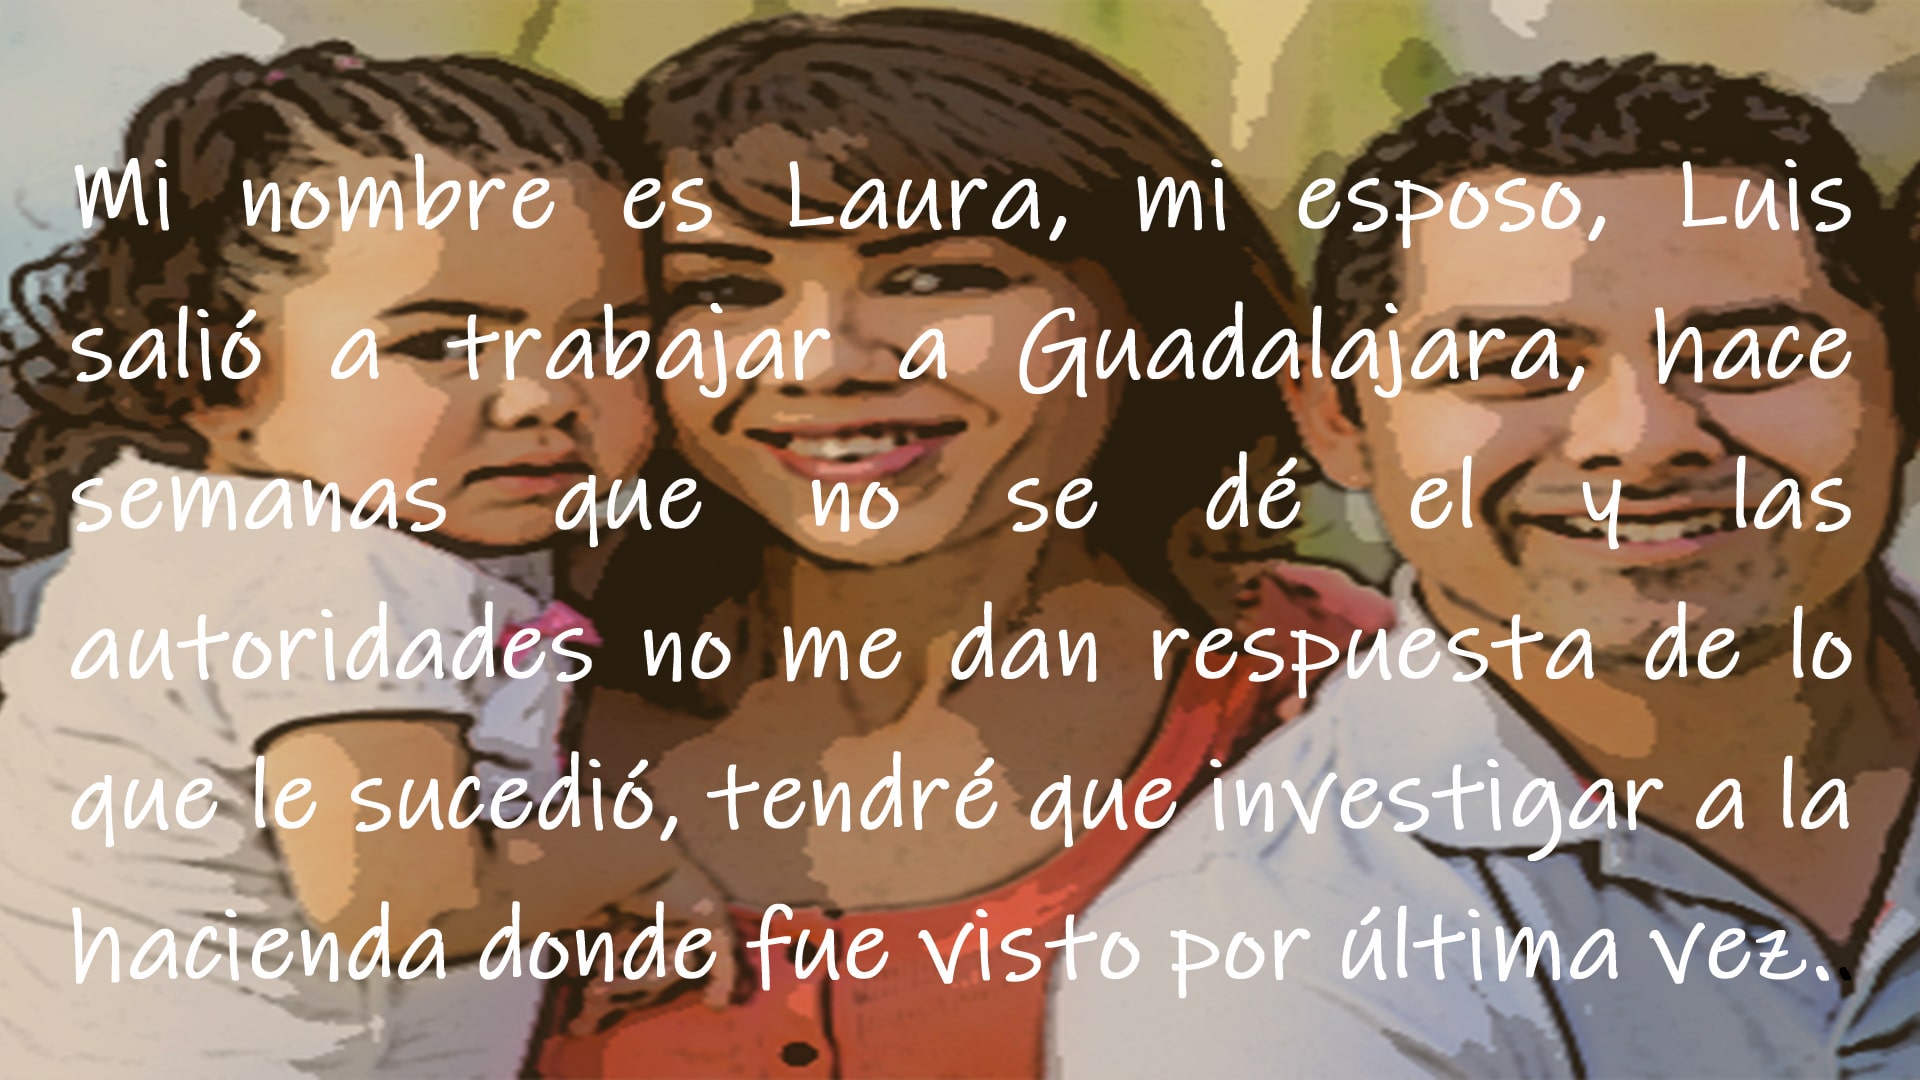 Mi nombre es Laura, mi esposo, Luis
salió a trabajar a Guadalajara, hace
semanas que no se dé el y las
autoridades no me dan respuesta de lo
que le sucedió, tendré que investigar a la
hacienda donde fue visto por última vez..